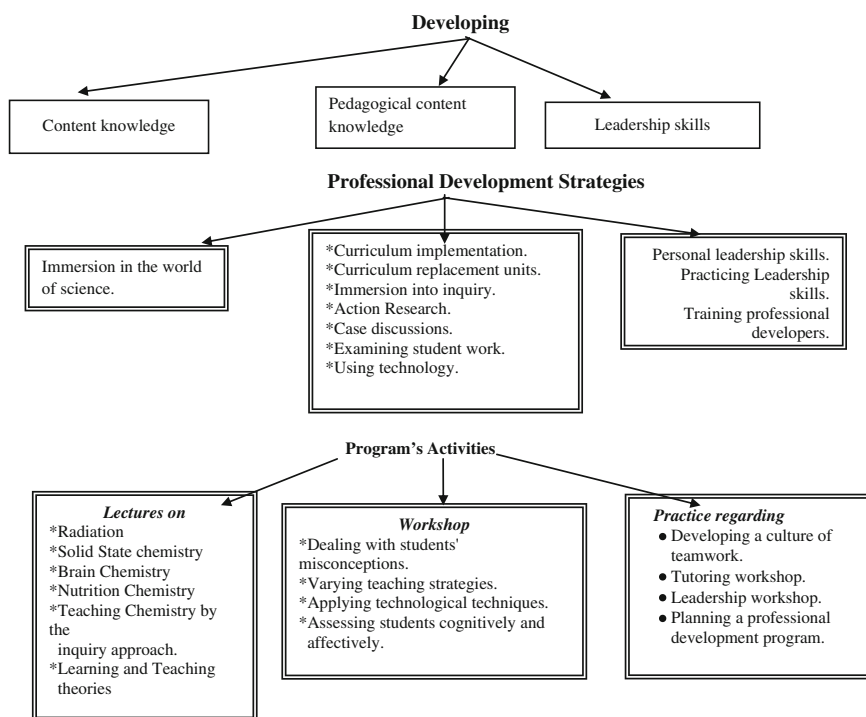 Developing
Content knowledge
Pedagogical content
knowledge
Leadership skills
Professional Development Strategies
Immersion in the world
of science.
*Curriculum implementation.
*Curriculum replacement units.
*Immersion into inquiry.
*Action Research.
*Case discussions.
*Examining student work.
*Using technology.
Personal leadership skills.
Practicing Leadership
skills.
Training professional
developers.
Program's Activities
Lectures on
*Radiation
*Solid State chemistry
*Brain Chemistry
*Nutrition Chemistry
*Teaching Chemistry by
the
inquiry approach.
*Learning and Teaching
theories
Workshop
*Dealing with students'
misconceptions.
*Varying teaching strategies.
*Applying technological techniques.
*Assessing students cognitively and
affectively.
Practice regarding
● Developing a culture of
teamwork.
● Tutoring workshop.
● Leadership workshop.
● Planning a professional
development program.